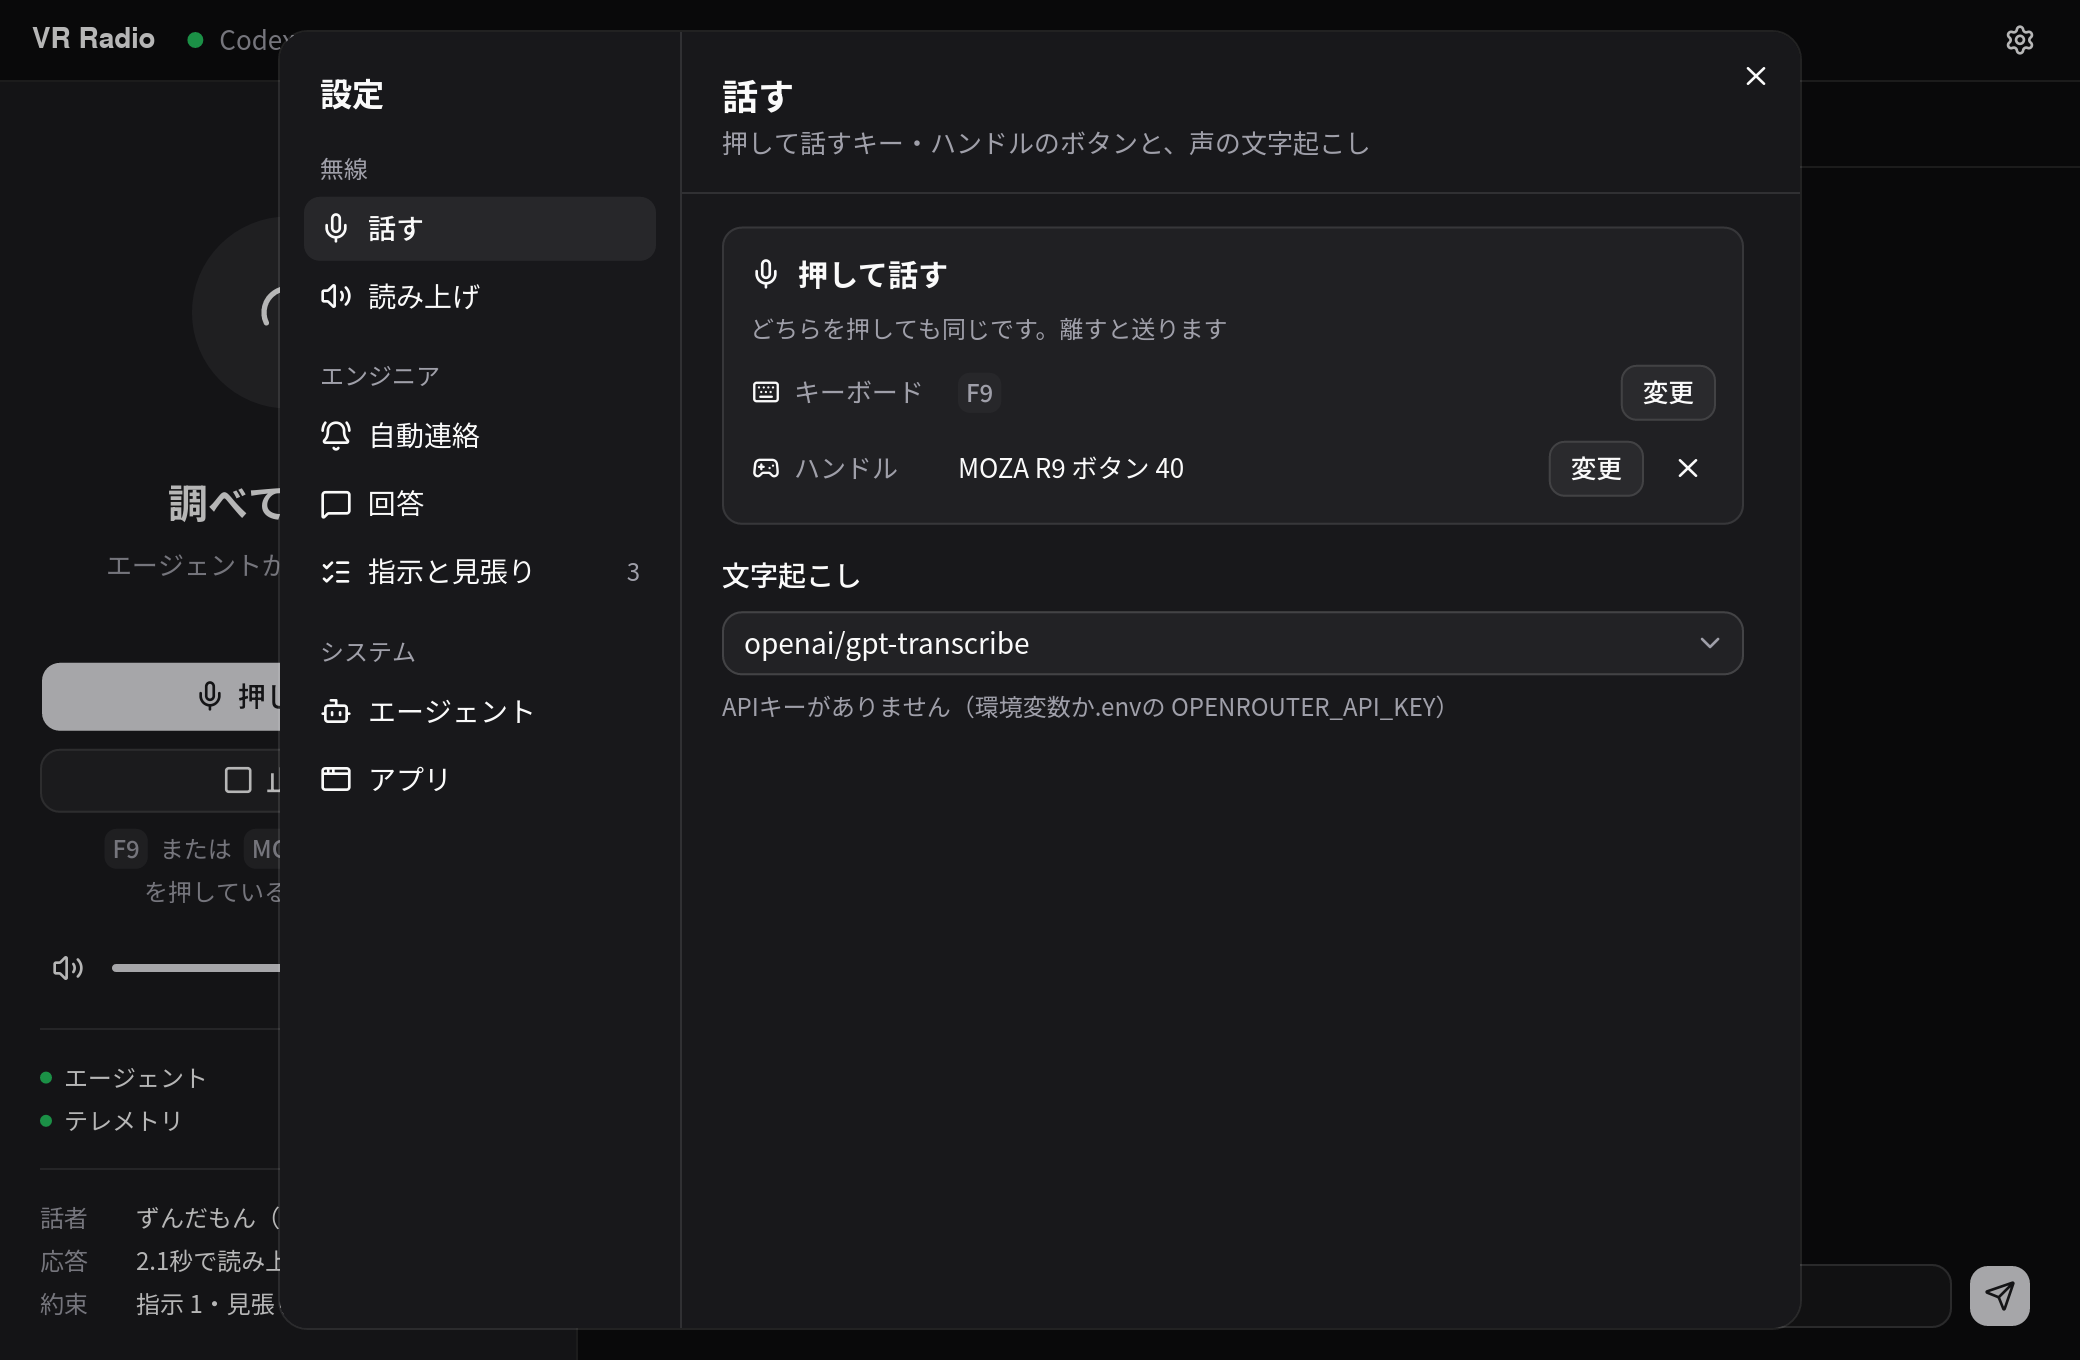 VR Radio
Codex
設定
無線
話す
読み上げ
エンジニア
自動連絡
回答
指示と見張り 3
システム
エージェント
アプリ
話す
押して話すキー・ハンドルのボタンと、声の文字起こし
押して話す
どちらを押しても同じです。離すと送ります
キーボード F9 変更
ハンドル MOZA R9 ボタン 40 変更
文字起こし
openai/gpt-transcribe
APIキーがありません（環境変数か.envの OPENROUTER_API_KEY）
調べて
エージェントが
押し
F9 または MO
を押している
エージェント
テレメトリ
話者 ずんだもん（
応答 2.1秒で読み上
約束 指示 1・見張